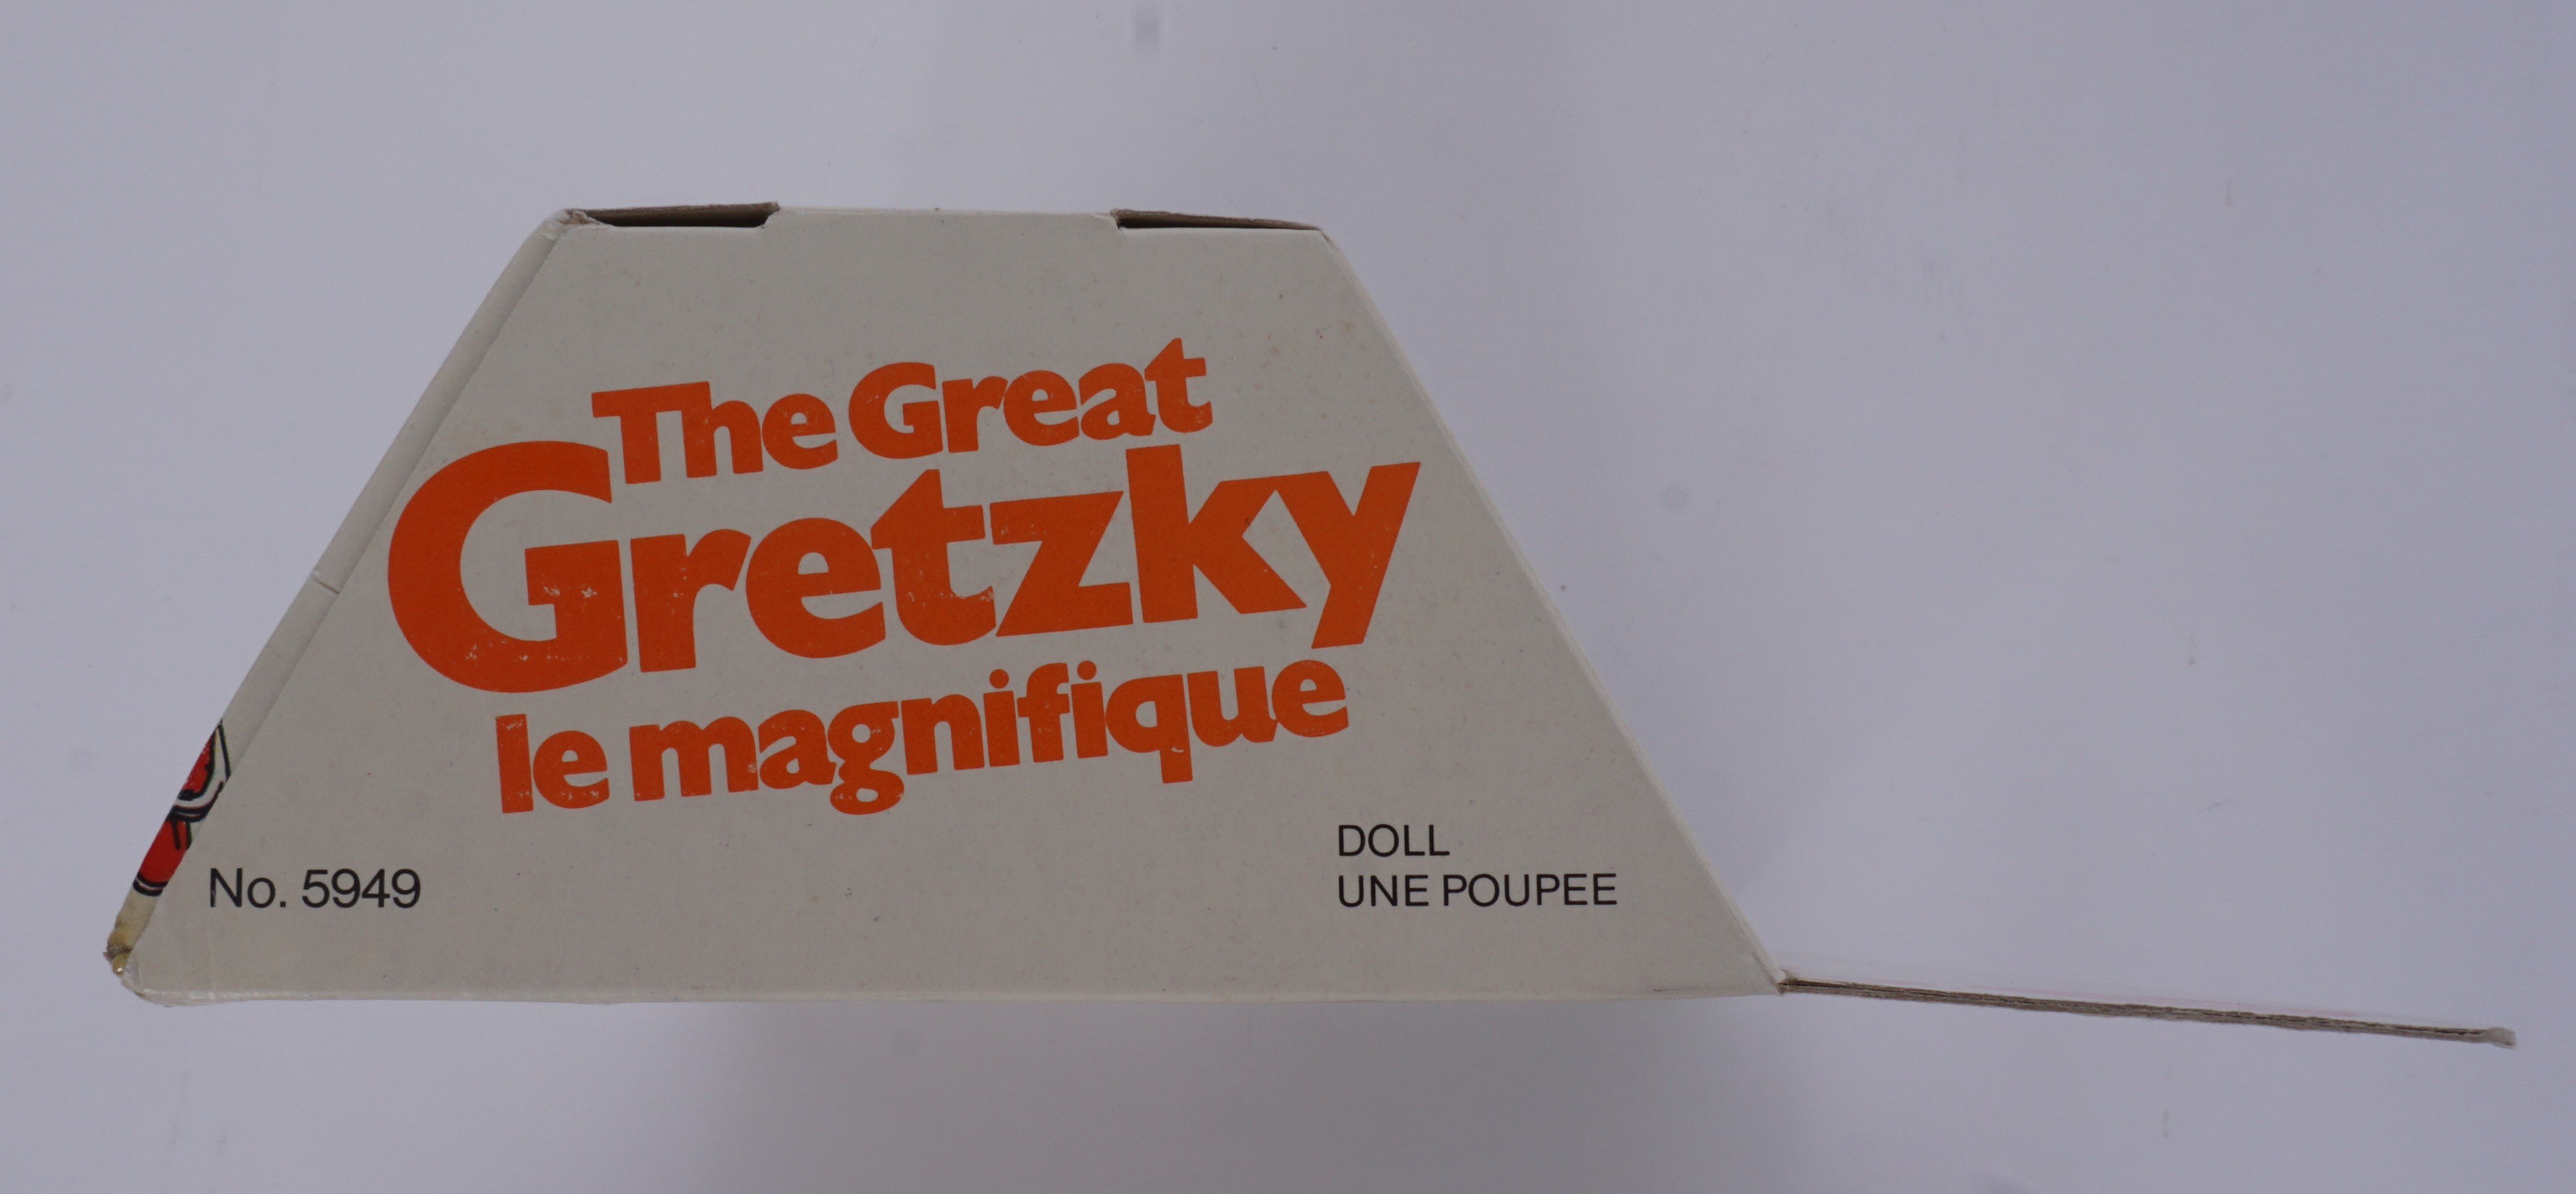 The Great
Gretzky
le magnifique
DOLL
No. 5949
UNE POUPEE